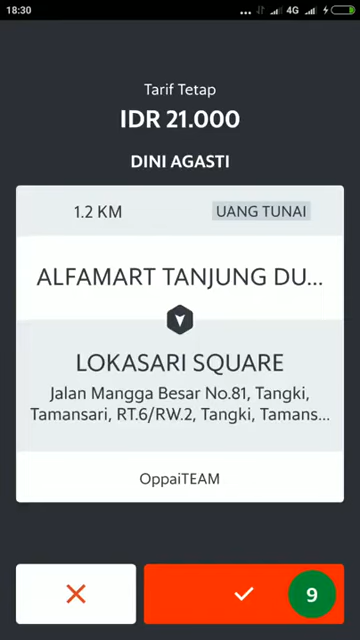 18:30
4G
Tarif Tetap
IDR 21.000
DINI AGASTI
1.2 KM
UANG TUNAI
ALFAMART TANJUNG DU...
LOKASARI SQUARE
Jalan Mangga Besar No.81, Tangki,
Tamansari, RT.6/RW.2, Tangki, Tamans...
OppaiTEAM
9